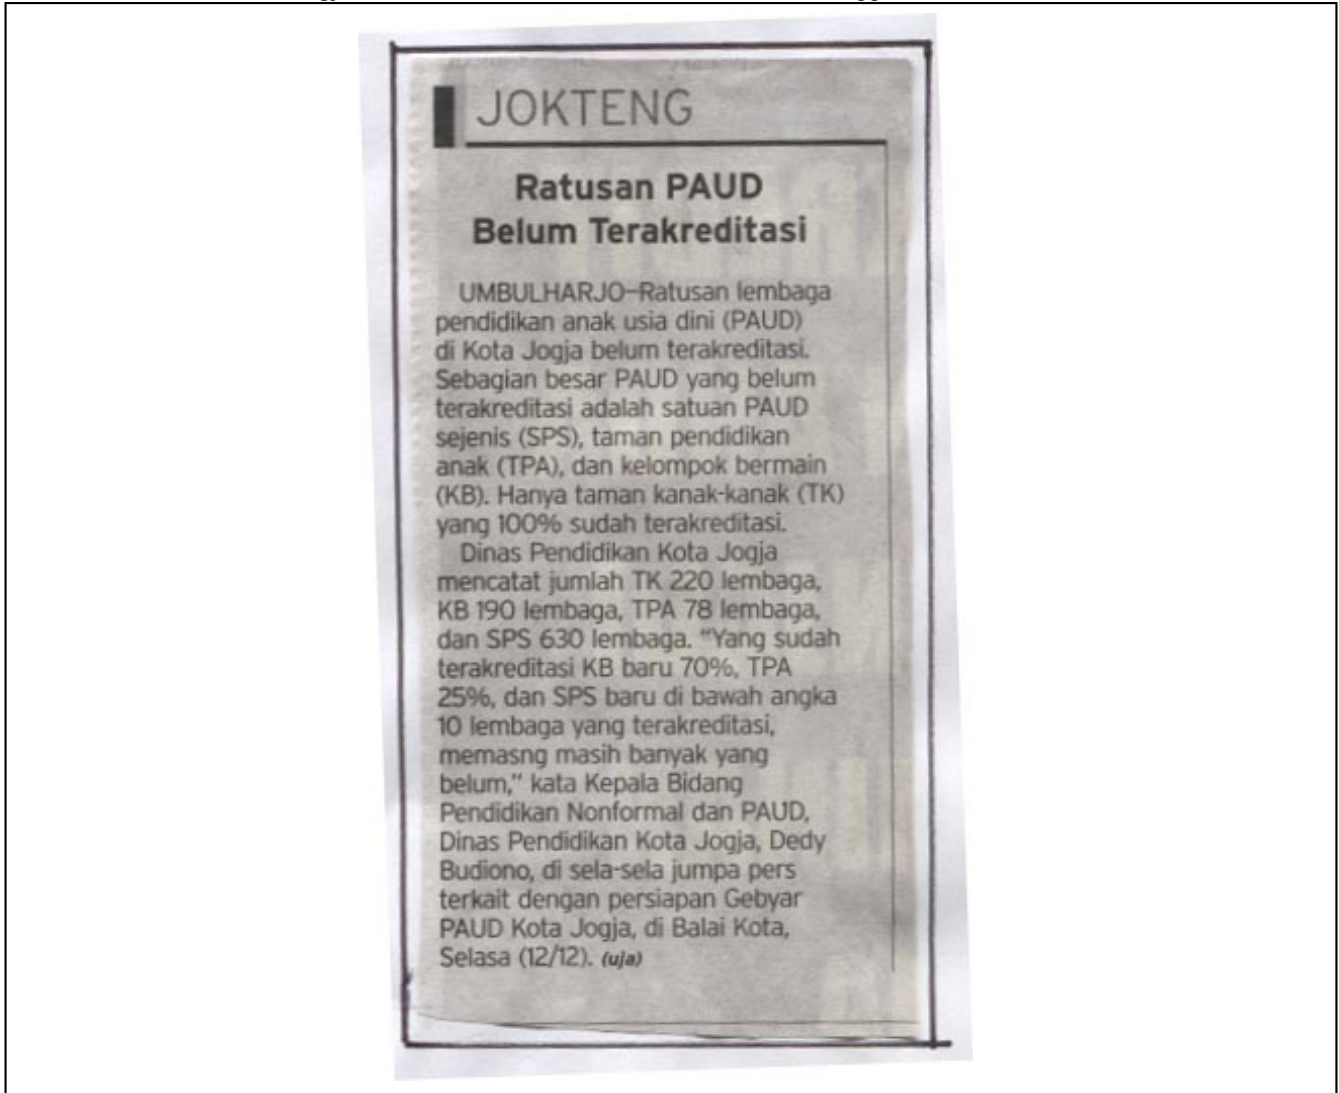 JOKTENG
Ratusan PAUD
Belum Terakreditasi
UMBULHARJO–Ratusan lembaga
pendidikan anak usia dini (PAUD)
di Kota Jogja belum terakreditasi.
Sebagian besar PAUD yang belum
terakreditasi adalah satuan PAUD
sejenis (SPS), taman pendidikan
anak (TPA), dan kelompok bermain
(KB). Hanya taman kanak-kanak (TK)
yang 100% sudah terakreditasi.
Dinas Pendidikan Kota Jogja
mencatat jumlah TK 220 lembaga,
KB 190 lembaga, TPA 78 lembaga,
dan SPS 630 lembaga. “Yang sudah
terakreditasi KB baru 70%, TPA
25%, dan SPS baru di bawah angka
10 lembaga yang terakreditasi,
memasng masih banyak yang
belum,” kata Kepala Bidang
Pendidikan Nonformal dan PAUD,
Dinas Pendidikan Kota Jogja, Dedy
Budiono, di sela-sela jumpa pers
terkait dengan persiapan Gebyar
PAUD Kota Jogja, di Balai Kota,
Selasa (12/12). (uja)